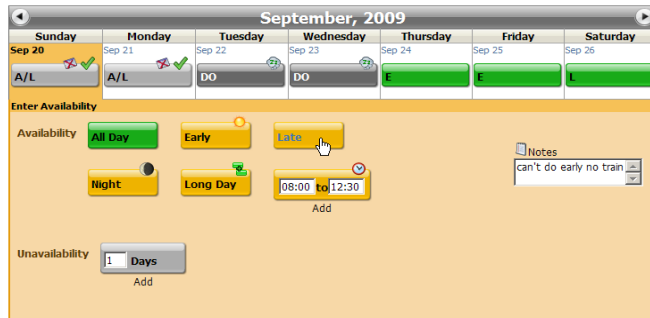 September, 2009
Sunday Monday Tuesday Wednesday Thursday Friday Saturday
Sep 20 Sep 21 Sep 22 Sep 23 Sep 24 Sep 25 Sep 26
A/L A/L DO DO E E L
Enter Availability
Availability All Day Early Late
Notes
can't do early no train
Night Long Day 08:00 to 12:30
Add
Unavailability 1 Days
Add